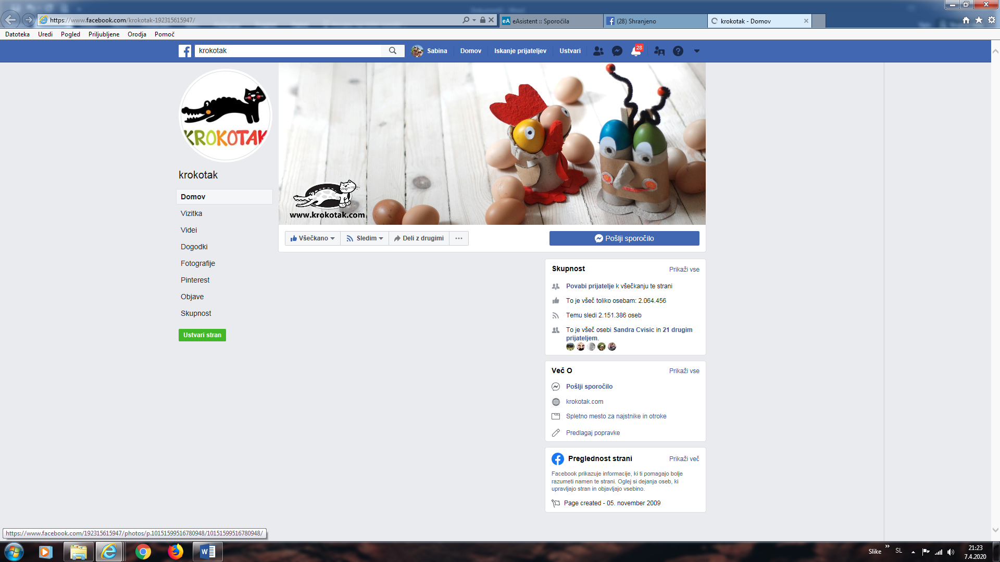 https://www.facebook.com/krokotak-192315615947/
eA eAsistent :: Sporočila
(28) Shranjeno
krokotak - Domov
Datoteka Uredi Pogled Priljubljene Orodja Pomoč
krokotak
Sabina Domov Iskanje prijateljev Ustvari
28
KROKOTAK
www.krokotak.com
krokotak
Domov
Vizitka
Videi
Dogodki
Fotografije
Pinterest
Objave
Skupnost
Ustvari stran
Všečkano Sledim Deli z drugimi
Pošlji sporočilo
Skupnost Prikaži vse
Povabi prijatelje k všečkanju te strani
To je všeč toliko osebam: 2.064.456
Temu sledi 2.151.386 oseb
To je všeč osebi Sandra Cvisic in 21 drugim
prijateljem.
Več O Prikaži vse
Pošlji sporočilo
krokotak.com
Spletno mesto za najstnike in otroke
Predlagaj popravke
Preglednost strani Prikaži več
Facebook prikazuje informacije, ki ti pomagajo bolje
razumeti namen te strani. Oglej si dejanja oseb, ki
upravljajo stran in objavljajo vsebino.
Page created - 05. november 2009
https://www.facebook.com/192315615947/photos/p.10151599516780948/10151599516780948/
Slike » SL
21:23
7.4.2020